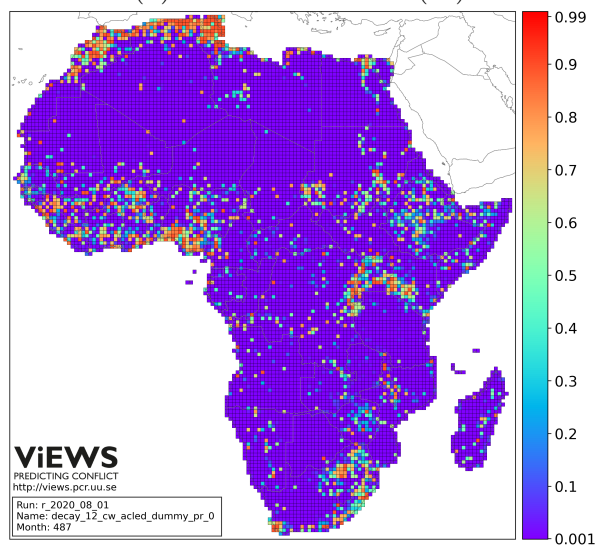 0.99
0.9
0.8
0.7
0.6
0.5
0.4
0.3
0.2
0.1
0.001
ViEWS
PREDICTING CONFLICT
http://views.pcr.uu.se
Run: r_2020_08_01
Name: decay_12_cw_acled_dummy_pr_0
Month: 487